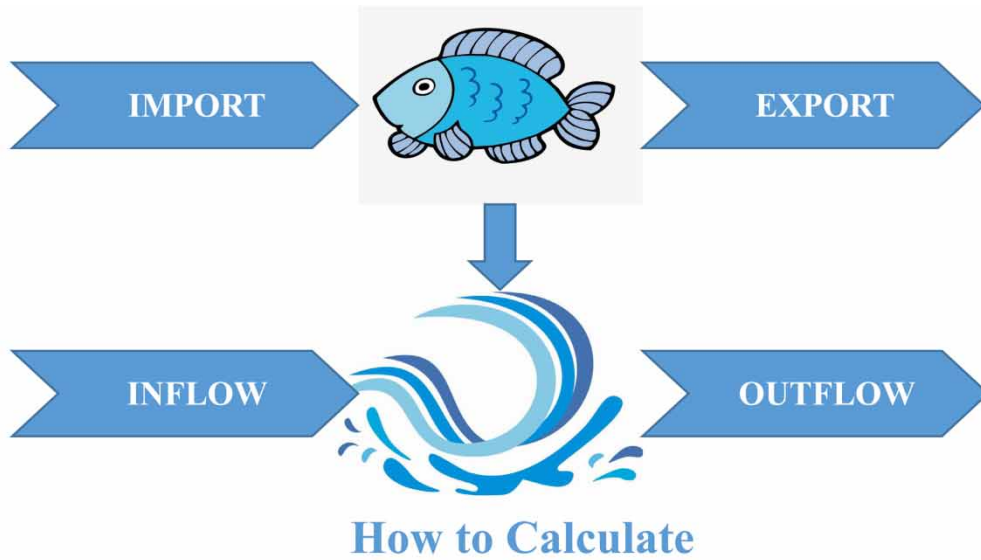 IMPORT
EXPORT
INFLOW
OUTFLOW
How to Calculate